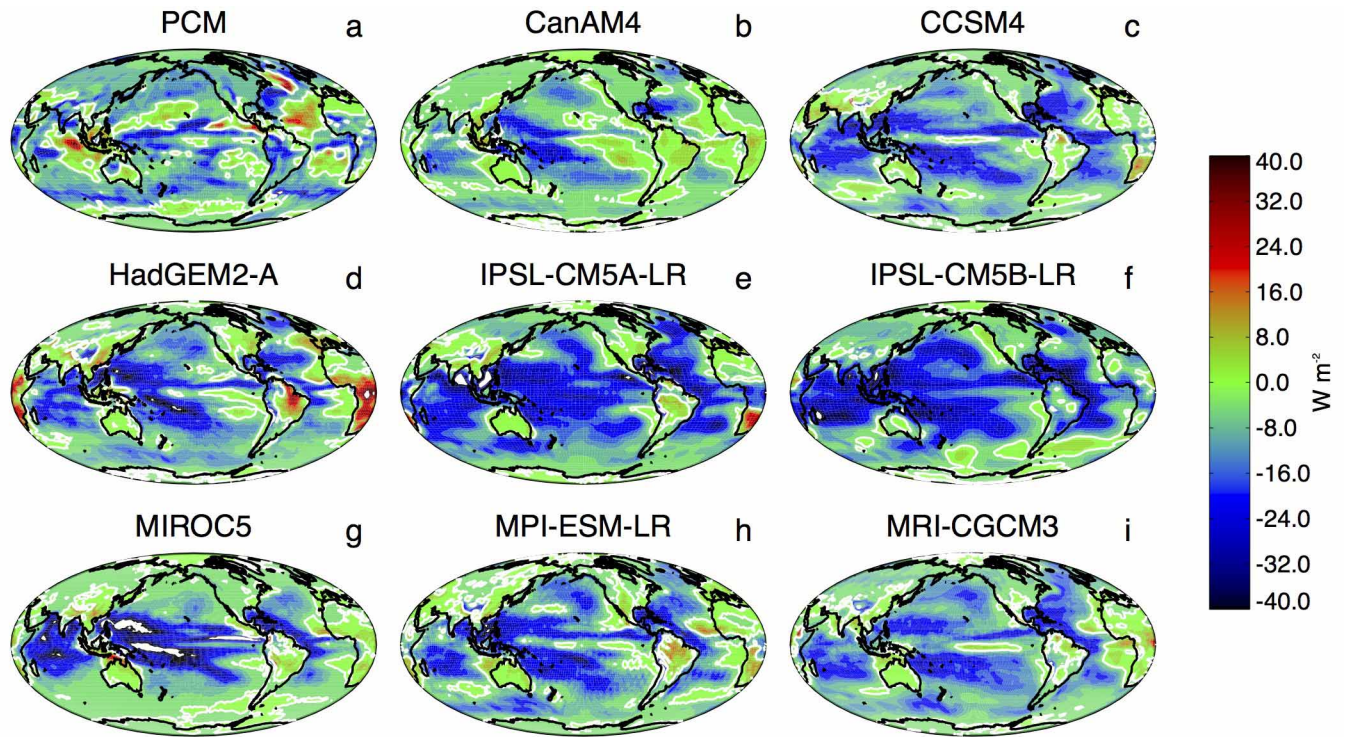 PCM a CanAM4 b CCSM4 c
HadGEM2-A d IPSL-CM5A-LR e IPSL-CM5B-LR f
MIROC5 g MPI-ESM-LR h MRI-CGCM3 i
40.0
32.0
24.0
16.0
8.0
0.0
-8.0
-16.0
-24.0
-32.0
-40.0
W m⁻²